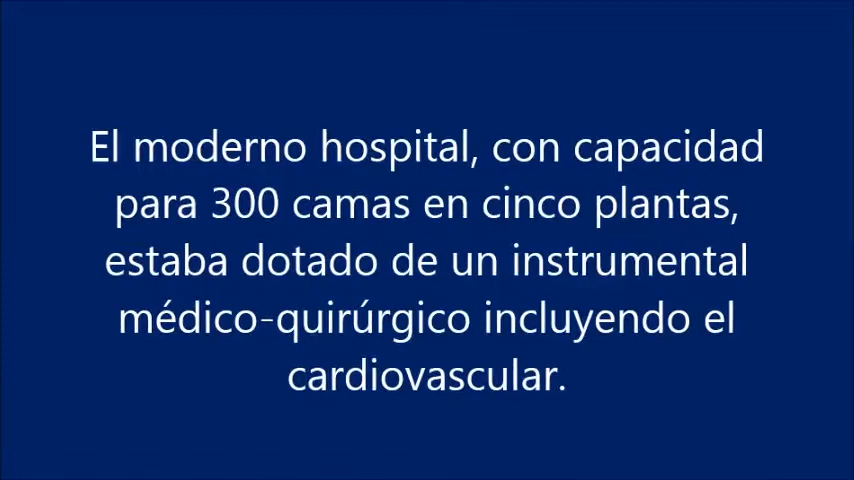 El moderno hospital, con capacidad
para 300 camas en cinco plantas,
estaba dotado de un instrumental
médico-quirúrgico incluyendo el
cardiovascular.